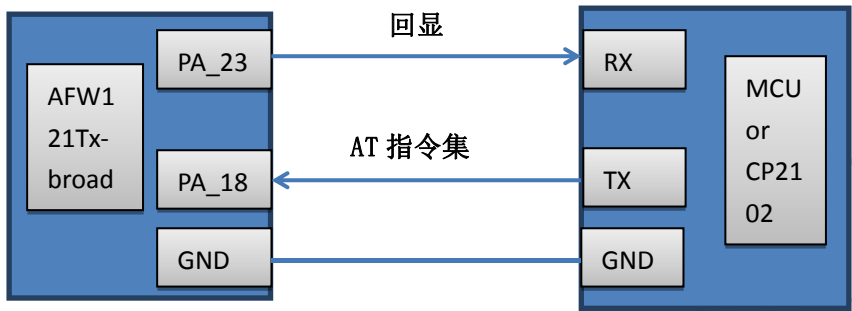 回显
PA_23
RX
AFW1
21Tx-
broad
MCU
or
CP21
02
AT 指令集
PA_18
TX
GND
GND